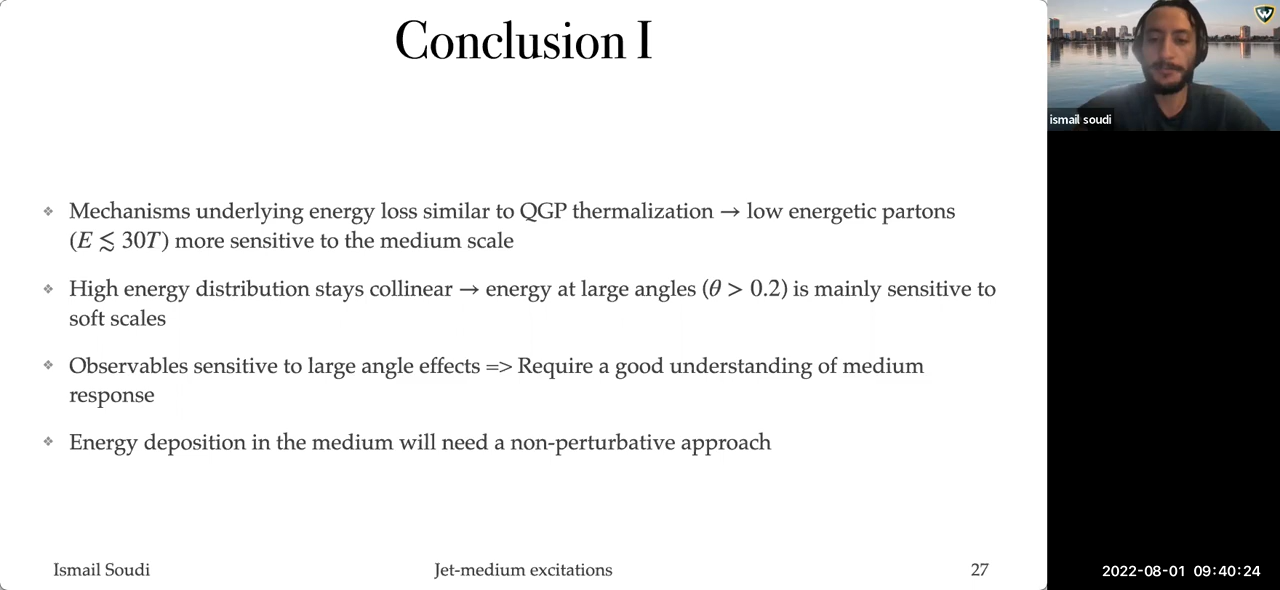 Conclusion I
❖ Mechanisms underlying energy loss similar to QGP thermalization → low energetic partons
(E ≲ 30T) more sensitive to the medium scale
❖ High energy distribution stays collinear → energy at large angles (θ > 0.2) is mainly sensitive to
soft scales
❖ Observables sensitive to large angle effects => Require a good understanding of medium
response
❖ Energy deposition in the medium will need a non-perturbative approach
Ismail Soudi
Jet-medium excitations
27
W
ismail soudi
2022-08-01 09:40:24